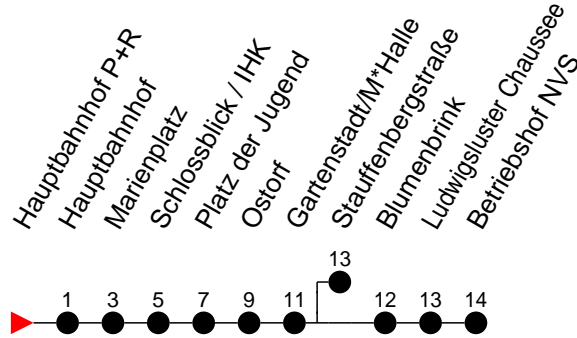 Hauptbahnhof P+R
Hauptbahnhof
Marienplatz
Schlossblick / IHK
Platz der Jugend
Ostorf
Gartenstadt/M*Halle
Stauffenbergstraße
Blumenbrink
Ludwigsluster Chaussee
Betriebshof NVS
13
1 3 5 7 9 11 12 13 14